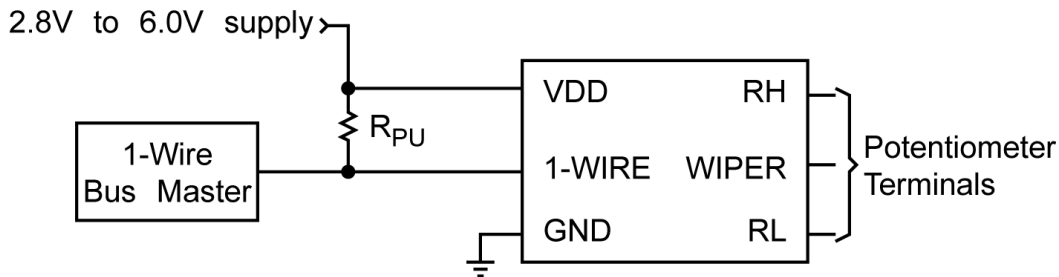 2.8V to 6.0V supply
VDD
RH
RPU
1-Wire
Bus Master
1-WIRE
WIPER
Potentiometer
Terminals
GND
RL